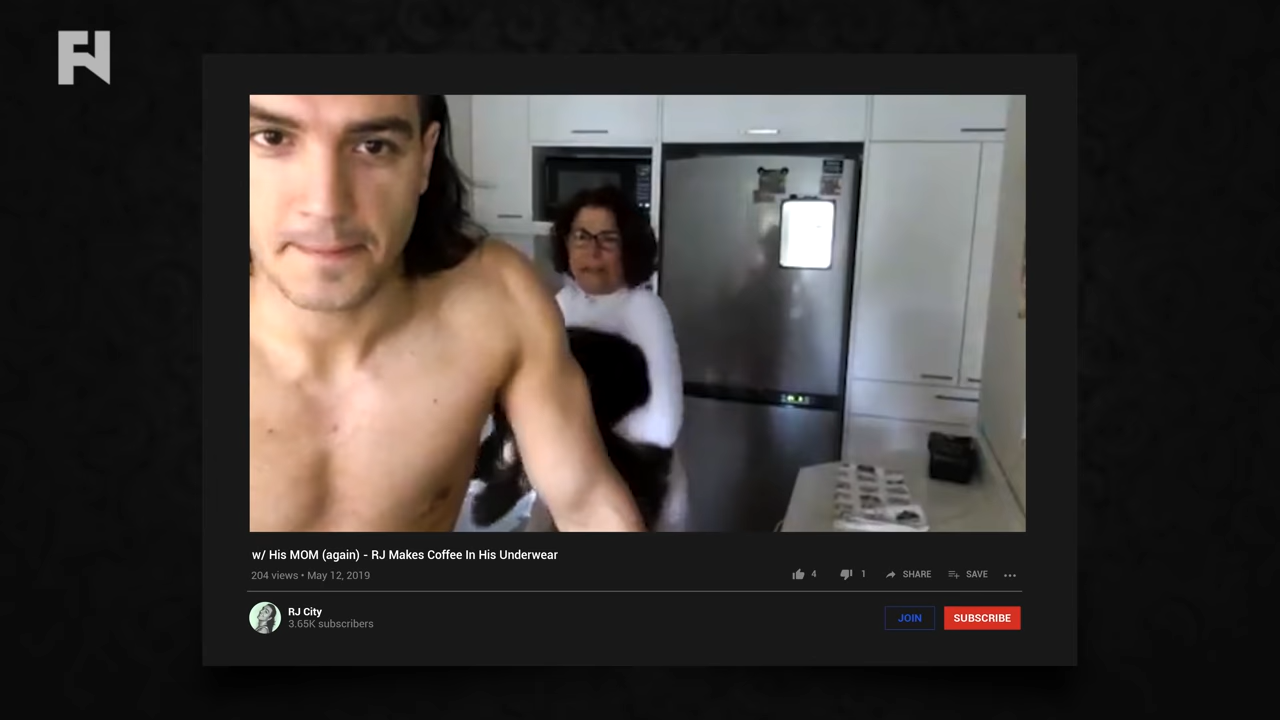 w/ His MOM (again) - RJ Makes Coffee In His Underwear
204 views • May 12, 2019
4
1
SHARE
SAVE
RJ City
3.65K subscribers
JOIN
SUBSCRIBE